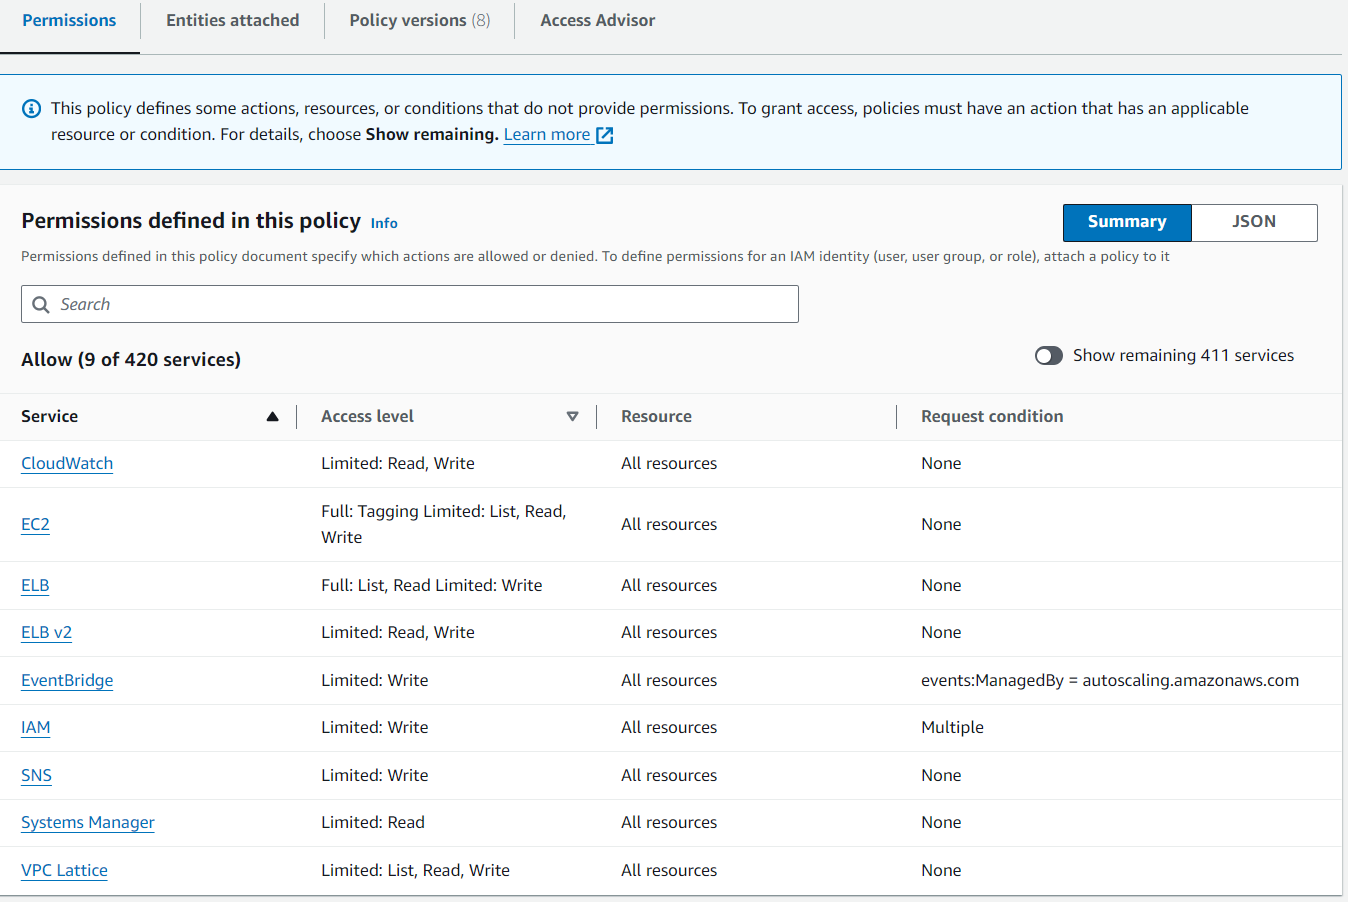 Permissions Entities attached Policy versions (8) Access Advisor
This policy defines some actions, resources, or conditions that do not provide permissions. To grant access, policies must have an action that has an applicable
resource or condition. For details, choose Show remaining. Learn more
Permissions defined in this policy Info
Summary JSON
Permissions defined in this policy document specify which actions are allowed or denied. To define permissions for an IAM identity (user, user group, or role), attach a policy to it
Search
Allow (9 of 420 services)
Show remaining 411 services
Service Access level Resource Request condition
CloudWatch Limited: Read, Write All resources None
EC2 Full: Tagging Limited: List, Read,
Write All resources None
ELB Full: List, Read Limited: Write All resources None
ELB v2 Limited: Read, Write All resources None
EventBridge Limited: Write All resources events:ManagedBy = autoscaling.amazonaws.com
IAM Limited: Write All resources Multiple
SNS Limited: Write All resources None
Systems Manager Limited: Read All resources None
VPC Lattice Limited: List, Read, Write All resources None